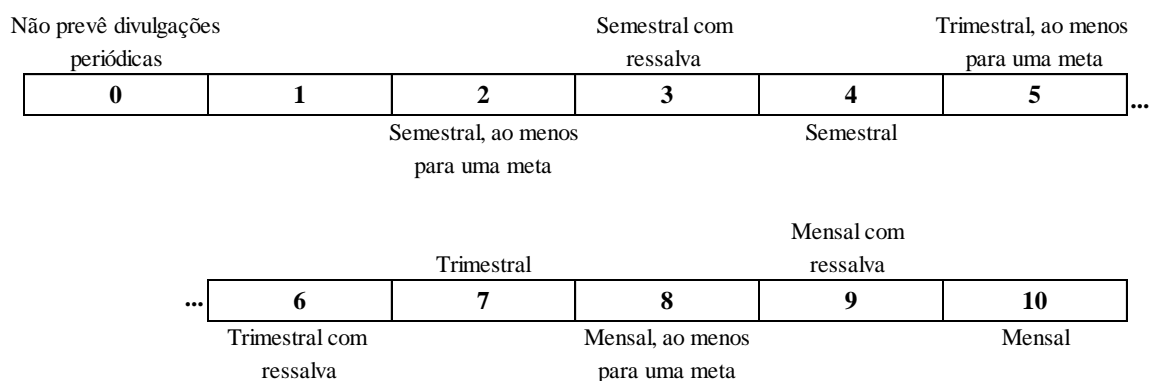 Não prevê divulgações periódicas
Semestral com ressalva
Trimestral, ao menos para uma meta
0 1 2 3 4 5 ...
Semestral, ao menos para uma meta
Semestral
Mensal com ressalva
Trimestral
... 6 7 8 9 10
Trimestral com ressalva
Mensal, ao menos para uma meta
Mensal